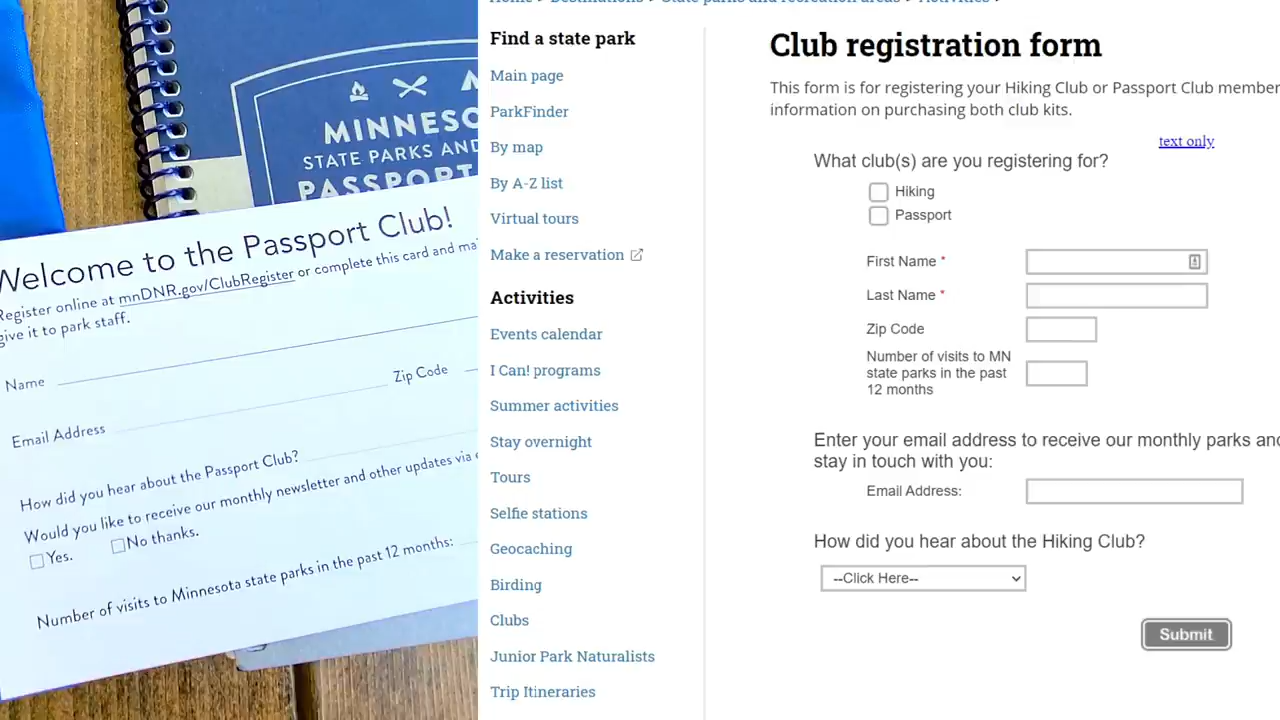 MINNESO
STATE PARKS AND
PASSPORT
Welcome to the Passport Club!
Register online at mnDNR.gov/ClubRegister or complete this card and mai
give it to park staff.
Name
Zip Code
Email Address
How did you hear about the Passport Club?
Would you like to receive our monthly newsletter and other updates via e
Yes.
No thanks.
Number of visits to Minnesota state parks in the past 12 months:
Home > Destinations > State parks and recreation areas > Activities >
Find a state park
Main page
ParkFinder
By map
By A-Z list
Virtual tours
Make a reservation
Activities
Events calendar
I Can! programs
Summer activities
Stay overnight
Tours
Selfie stations
Geocaching
Birding
Clubs
Junior Park Naturalists
Trip Itineraries
Club registration form
This form is for registering your Hiking Club or Passport Club member
information on purchasing both club kits.
text only
What club(s) are you registering for?
Hiking
Passport
First Name *
Last Name *
Zip Code
Number of visits to MN
state parks in the past
12 months
Enter your email address to receive our monthly parks and
stay in touch with you:
Email Address:
How did you hear about the Hiking Club?
--Click Here--
Submit